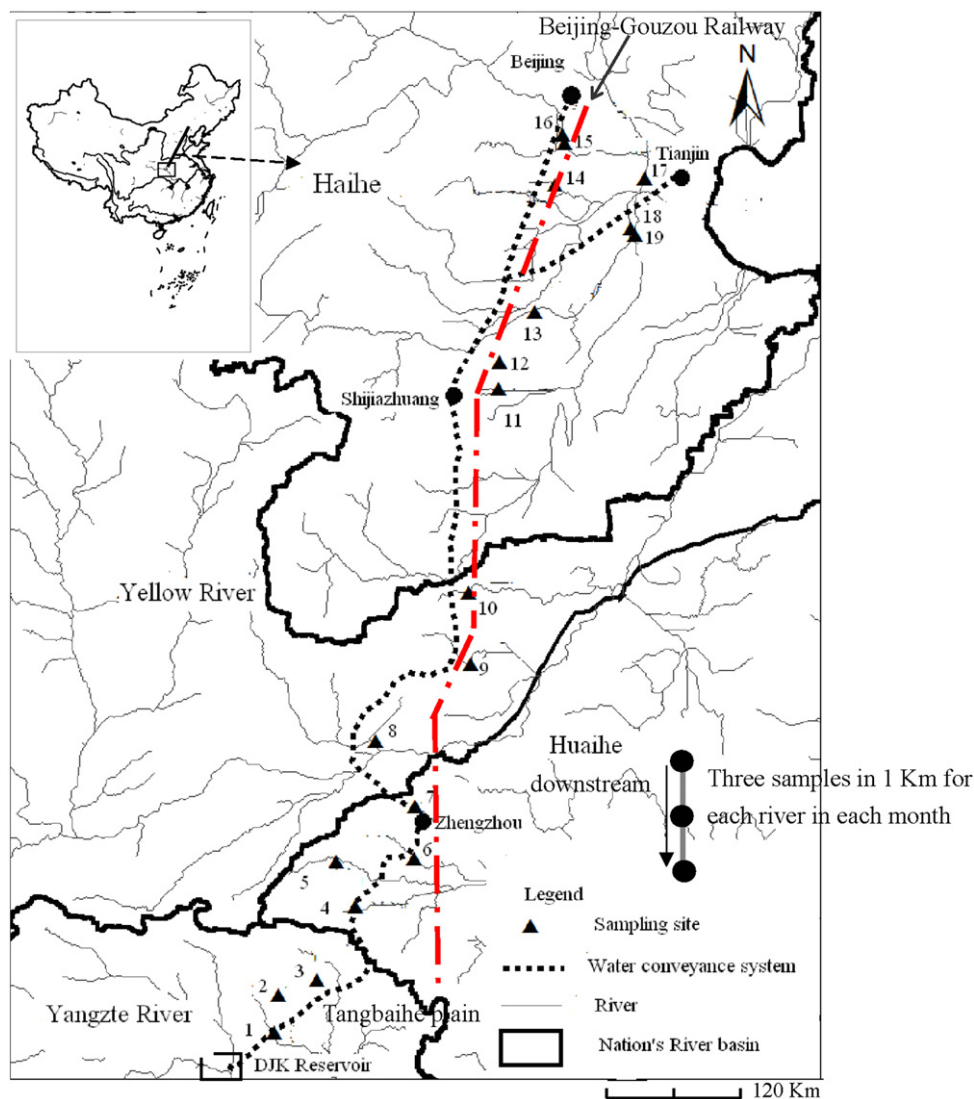 Beijing-Gouzou Railway
Beijing
N
16
15
Tianjin
17
14
Haihe
18
19
13
12
Shijiazhuang
11
Yellow River
10
9
8
Huaihe
downstream
Three samples in 1 Km for
each river in each month
7
Zhengzhou
6
5
Legend
4
Sampling site
Water conveyance system
3
2
River
Yangzte River
Tangbaihe plain
1
Nation's River basin
DJK Reservoir
120 Km